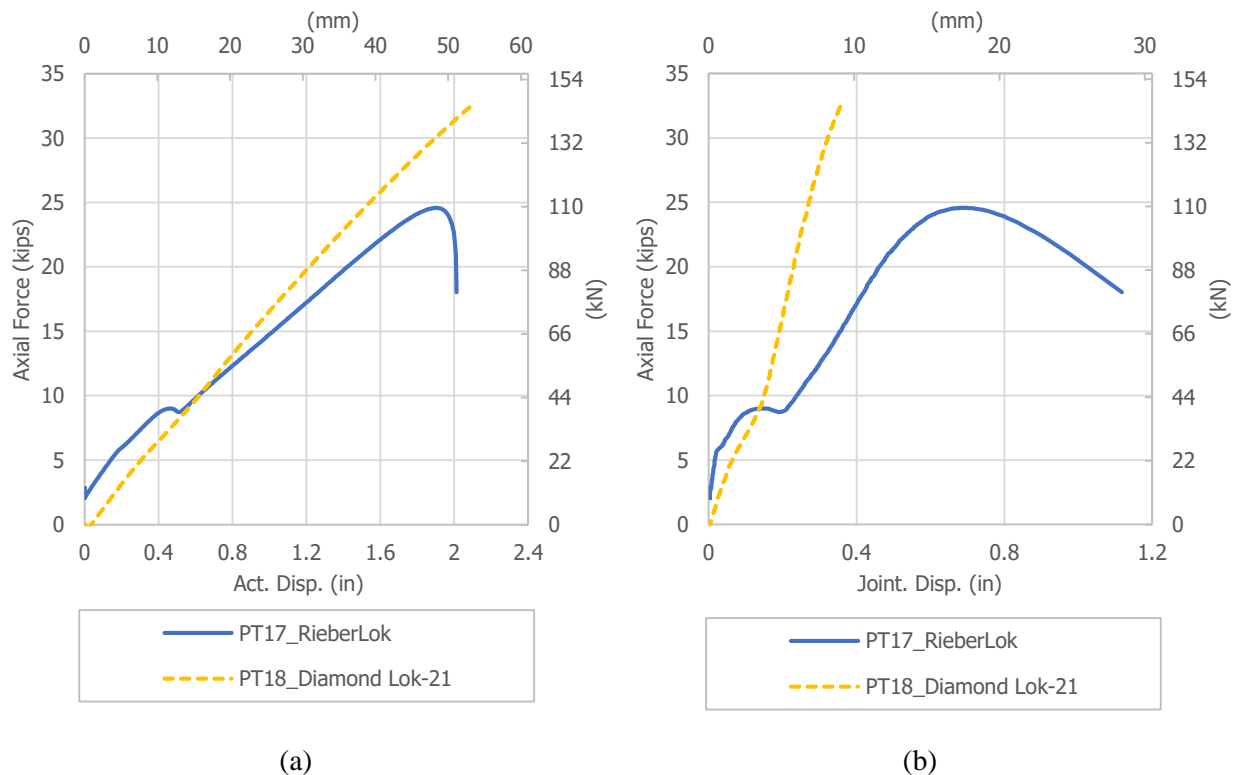 (mm)
0 10 20 30 40 50 60
35
30
25
20
15
10
5
0
Axial Force (kips)
154
132
110
88
66
44
22
0
(kN)
0 0.4 0.8 1.2 1.6 2 2.4
Act. Disp. (in)
PT17_RieberLok
PT18_Diamond Lok-21
(a)
(mm)
0 10 20 30
35
30
25
20
15
10
5
0
Axial Force (kips)
154
132
110
88
66
44
22
0
(kN)
0 0.4 0.8 1.2
Joint. Disp. (in)
PT17_RieberLok
PT18_Diamond Lok-21
(b)